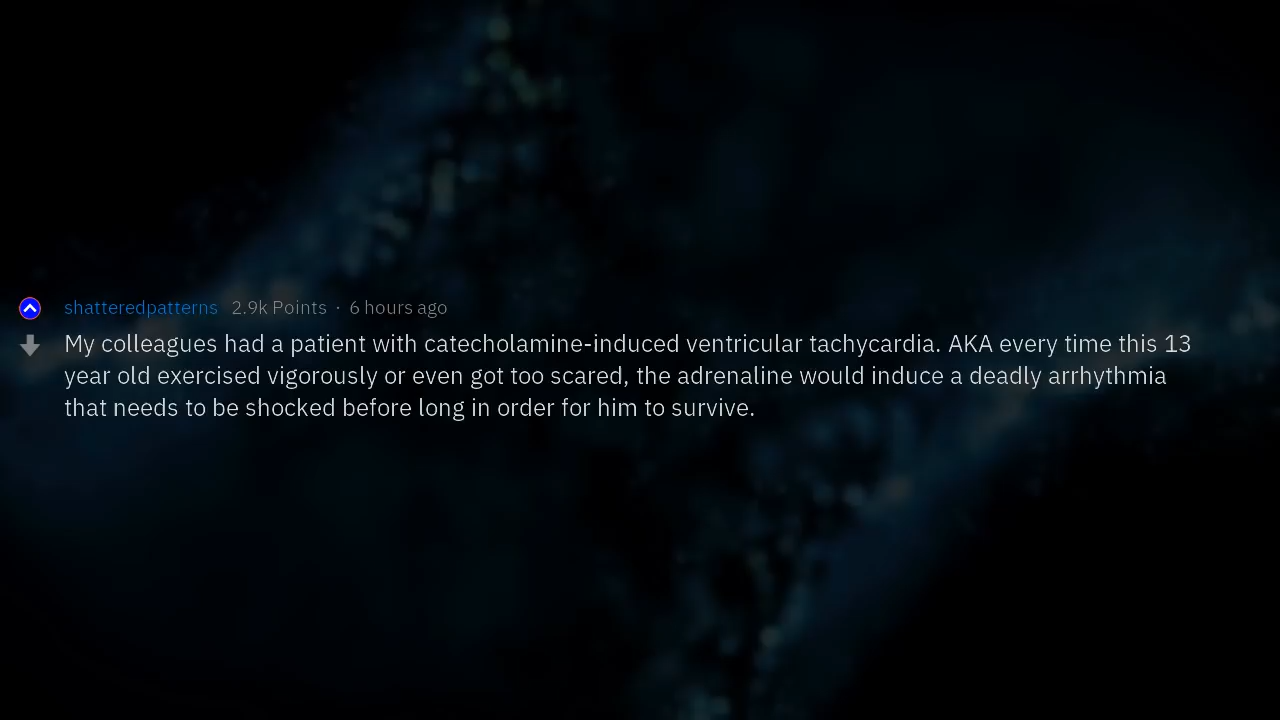 shatteredpatterns 2.9k Points · 6 hours ago
My colleagues had a patient with catecholamine-induced ventricular tachycardia. AKA every time this 13
year old exercised vigorously or even got too scared, the adrenaline would induce a deadly arrhythmia
that needs to be shocked before long in order for him to survive.